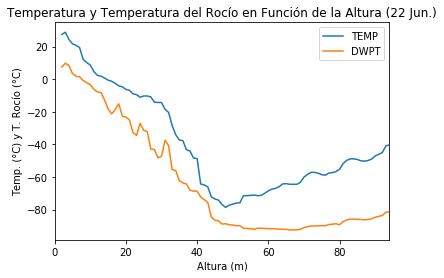 Temperatura y Temperatura del Rocío en Función de la Altura (22 Jun.)
TEMP
DWPT
Temp. (°C) y T. Rocío (°C)
20
0
−20
−40
−60
−80
0 20 40 60 80
Altura (m)